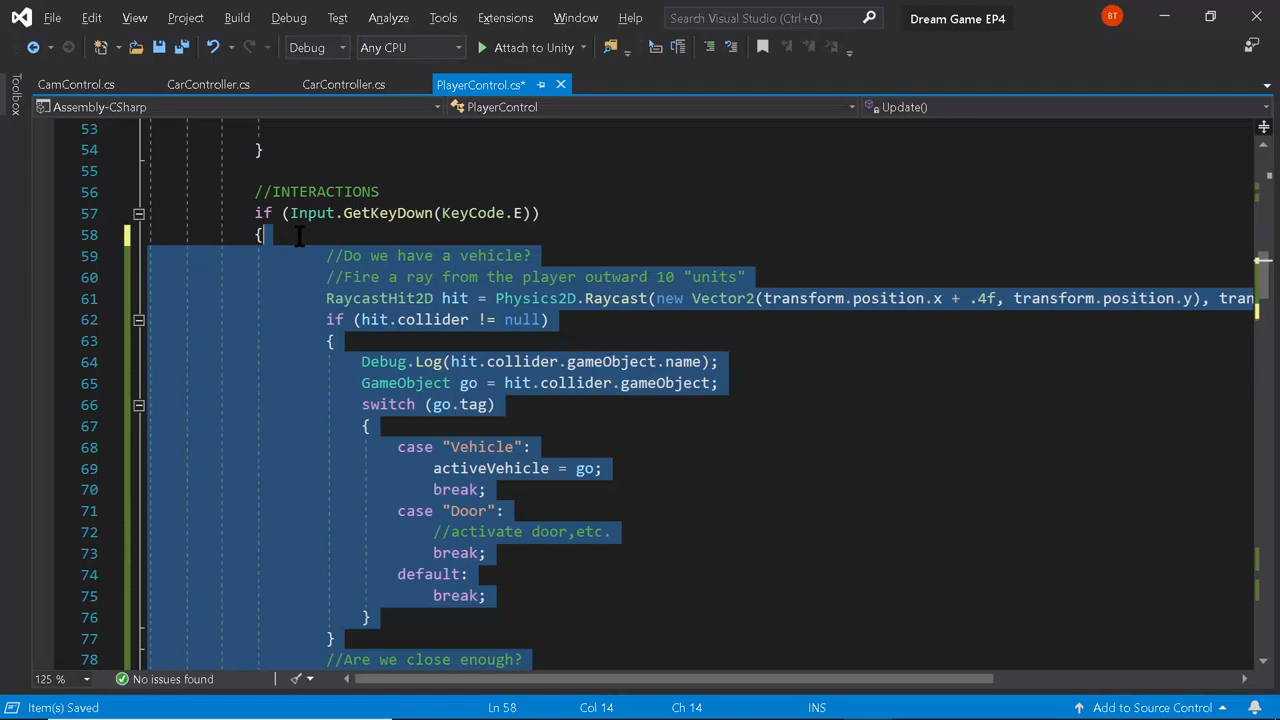 File Edit View Project Build Debug Test Analyze Tools Extensions Window Help Search Visual Studio (Ctrl+Q) Dream Game EP4 BT
Debug Any CPU Attach to Unity
Toolbox
CamControl.cs CarController.cs CarController.cs PlayerControl.cs*
Assembly-CSharp PlayerControl Update()
53
54 }
55
56 //INTERACTIONS
57 if (Input.GetKeyDown(KeyCode.E))
58 {
59 //Do we have a vehicle?
60 //Fire a ray from the player outward 10 "units"
61 RaycastHit2D hit = Physics2D.Raycast(new Vector2(transform.position.x + .4f, transform.position.y), tran
62 if (hit.collider != null)
63 {
64 Debug.Log(hit.collider.gameObject.name);
65 GameObject go = hit.collider.gameObject;
66 switch (go.tag)
67 {
68 case "Vehicle":
69 activeVehicle = go;
70 break;
71 case "Door":
72 //activate door,etc.
73 break;
74 default:
75 break;
76 }
77 }
78 //Are we close enough?
125 % No issues found
Item(s) Saved Ln 58 Col 14 Ch 14 INS Add to Source Control